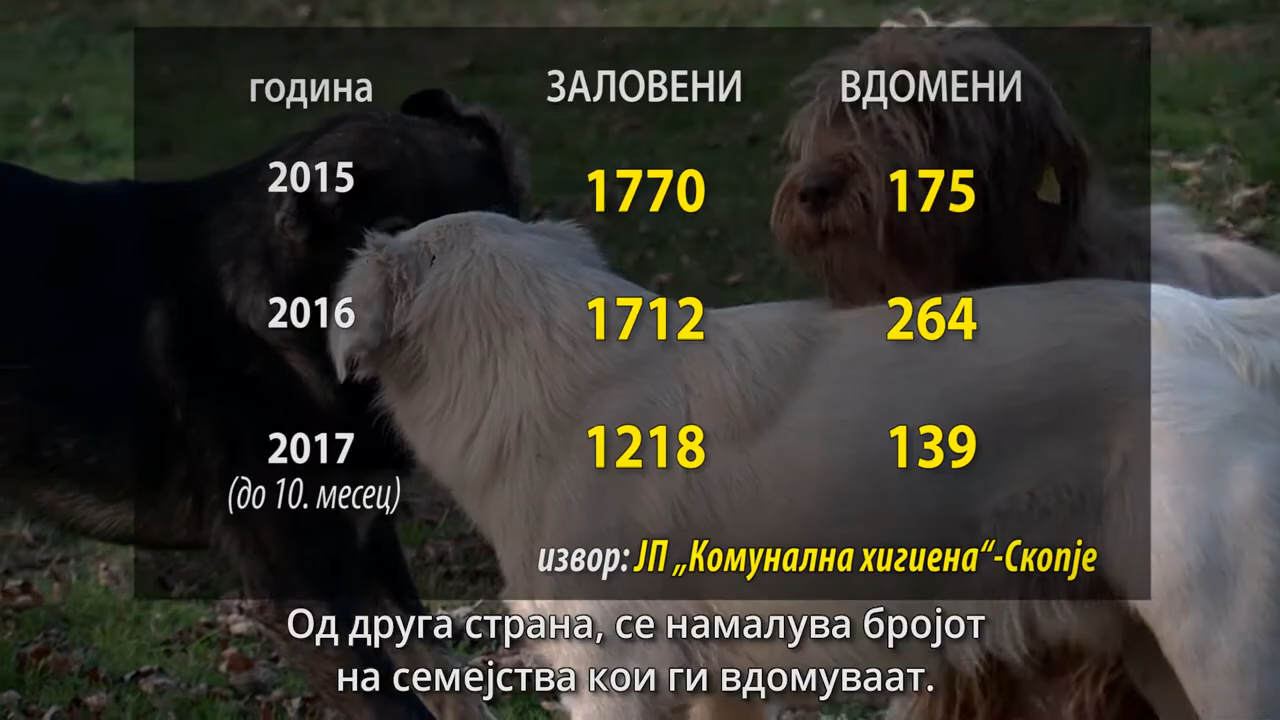 година ЗАЛОВЕНИ ВДОМЕНИ
2015 1770 175
2016 1712 264
2017 1218 139
(до 10. месец)
извор: ЈП „Комунална хигиена“-Скопје
Од друга страна, се намалува бројот
на семејства кои ги вдомуваат.